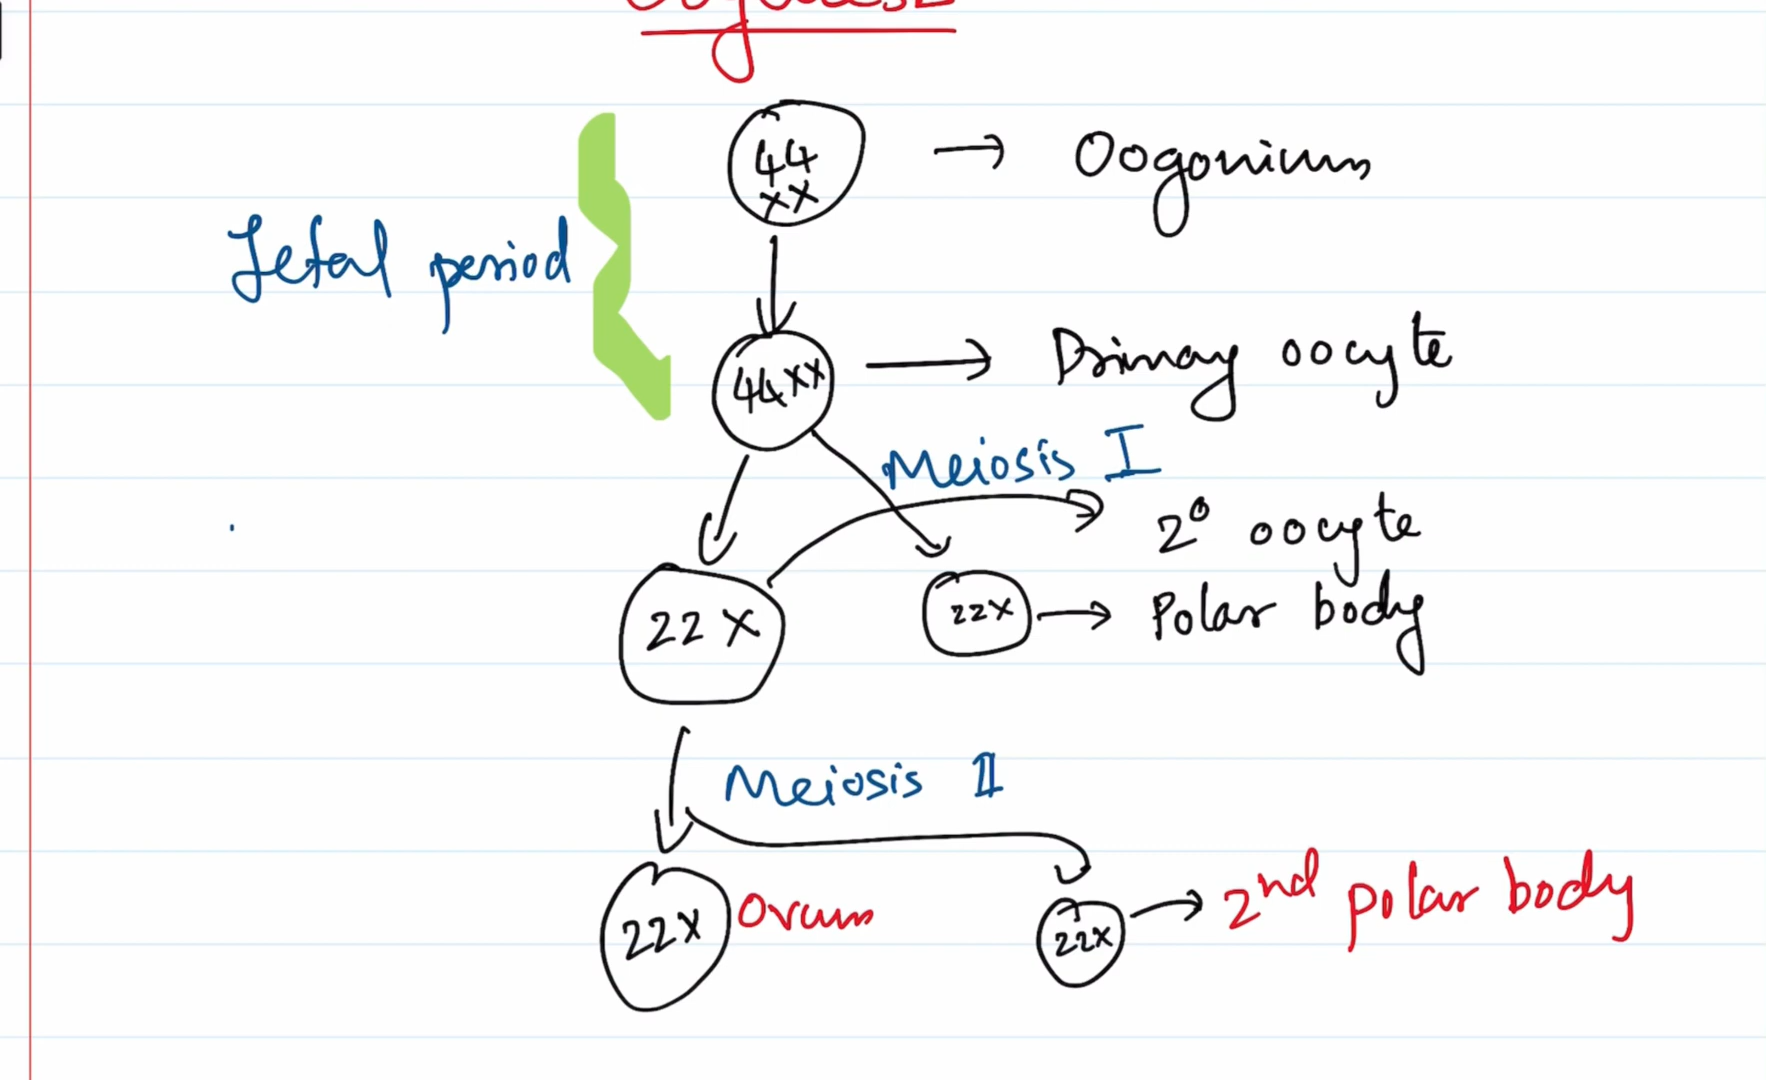 44
XX
→ Oogonium
Fetal period
44XX → Primary oocyte
Meiosis I
2° oocyte
22 X
22X → Polar body
Meiosis II
22X Ovum
22X → 2nd polar body